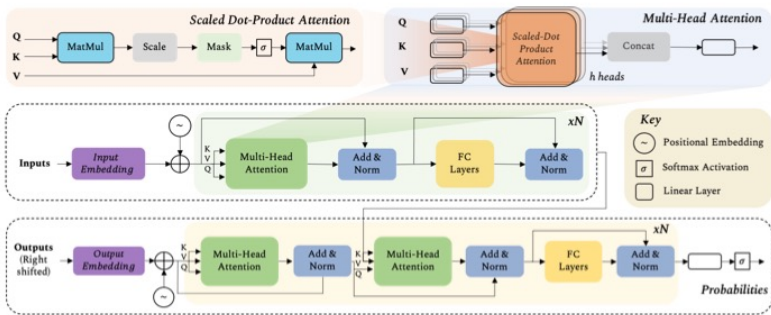 Scaled Dot-Product Attention
Q
K
V
MatMul
Scale
Mask
σ
MatMul
Multi-Head Attention
Q
K
V
Scaled-Dot
Product
Attention
h heads
Concat
Inputs
Input
Embedding
~
K
V
Q
Multi-Head
Attention
Add &
Norm
FC
Layers
Add &
Norm
xN
Key
~ Positional Embedding
σ Softmax Activation
Linear Layer
Outputs
(Right
shifted)
Output
Embedding
~
K
V
Q
Multi-Head
Attention
Add &
Norm
K
V
Q
Multi-Head
Attention
Add &
Norm
FC
Layers
Add &
Norm
xN
σ
Probabilities